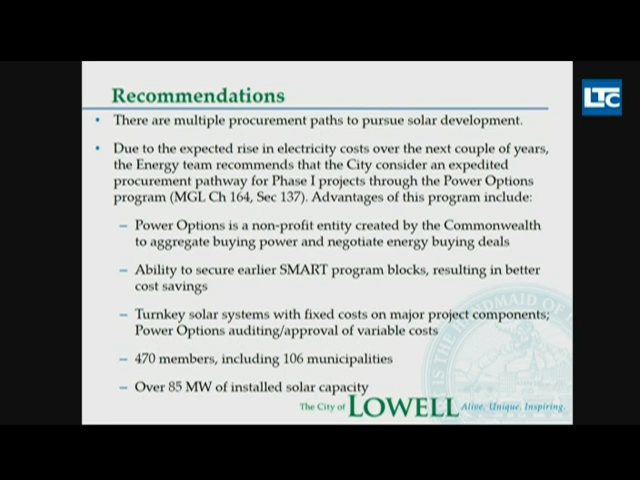 LTC
Recommendations
• There are multiple procurement paths to pursue solar development.
• Due to the expected rise in electricity costs over the next couple of years,
the Energy team recommends that the City consider an expedited
procurement pathway for Phase I projects through the Power Options
program (MGL Ch 164, Sec 137). Advantages of this program include:
– Power Options is a non-profit entity created by the Commonwealth
to aggregate buying power and negotiate energy buying deals
– Ability to secure earlier SMART program blocks, resulting in better
cost savings
– Turnkey solar systems with fixed costs on major project components;
Power Options auditing/approval of variable costs
– 470 members, including 106 municipalities
– Over 85 MW of installed solar capacity
IS THE HANDMAID OF
The City of LOWELL Alive. Unique. Inspiring.